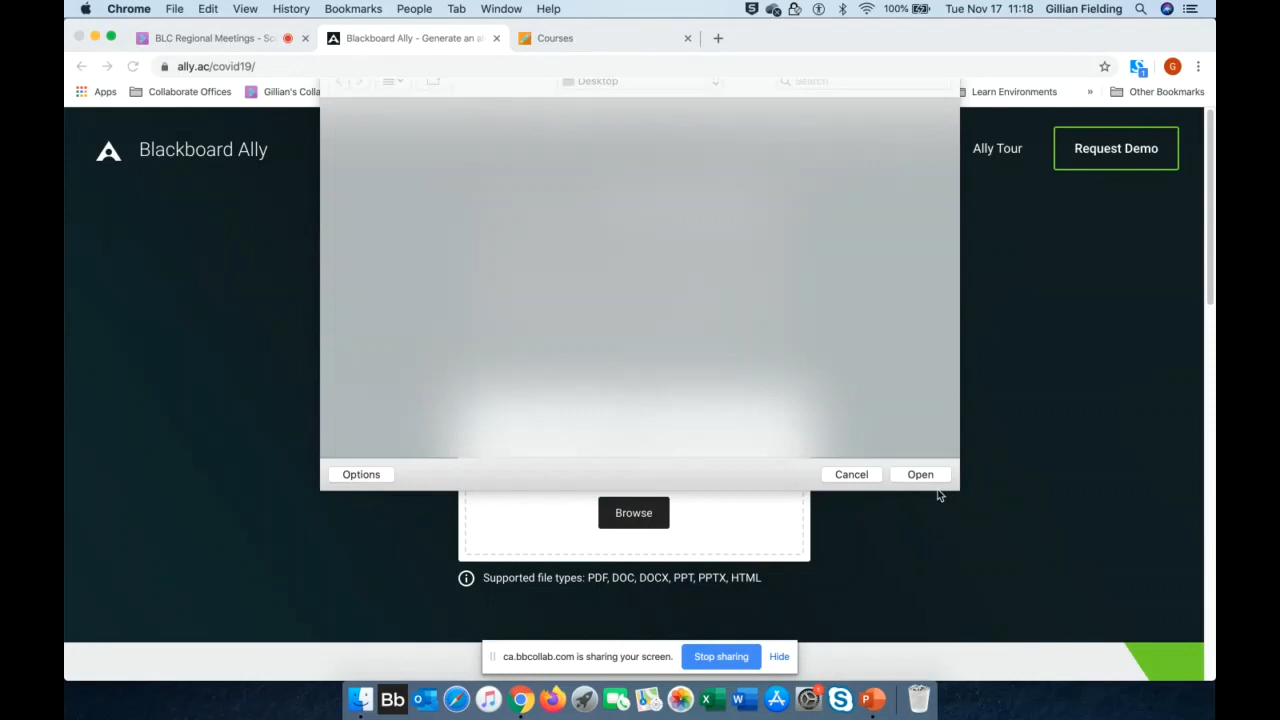 Chrome File Edit View History Bookmarks People Tab Window Help 100% Tue Nov 17 11:18 Gillian Fielding
BLC Regional Meetings - Sc Blackboard Ally - Generate an al Courses
ally.ac/covid19/
Apps Collaborate Offices Gillian's Colla Learn Environments » Other Bookmarks
Desktop Search
Blackboard Ally Ally Tour Request Demo
Options Cancel Open
Browse
Supported file types: PDF, DOC, DOCX, PPT, PPTX, HTML
ca.bbcollab.com is sharing your screen. Stop sharing Hide
Bb